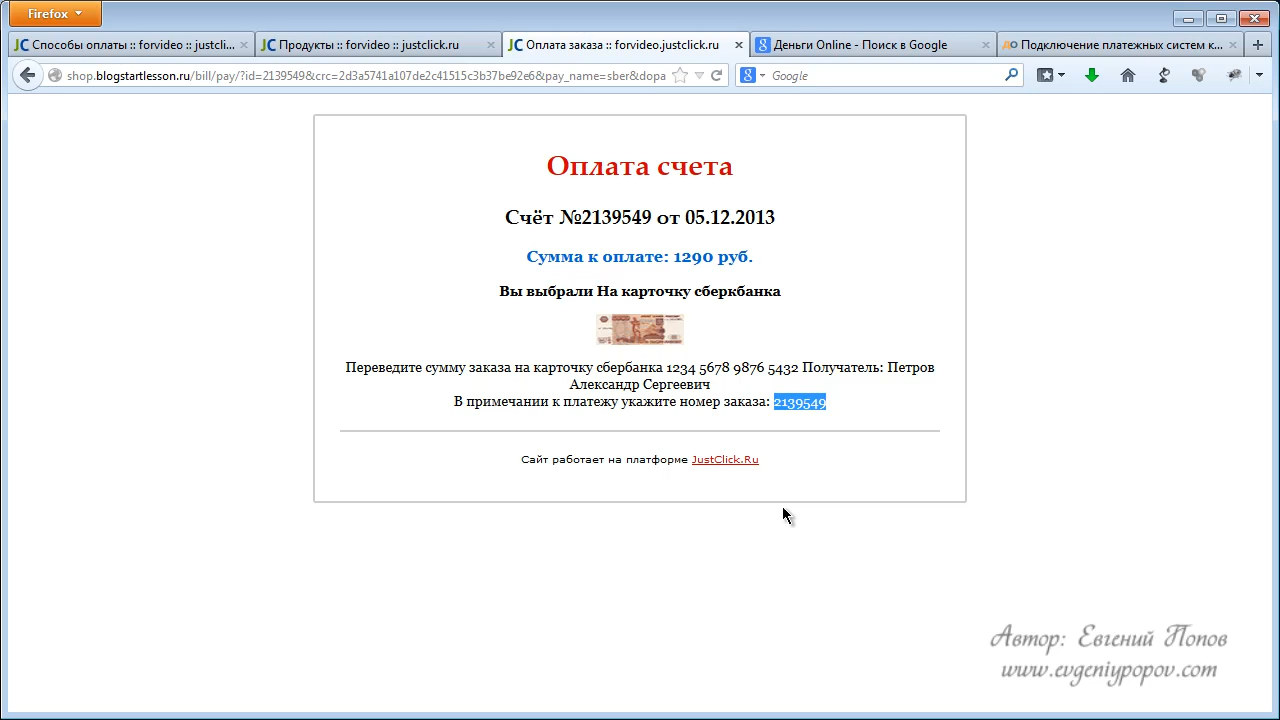 Firefox
Способы оплаты :: forvideo :: justcli...
Продукты :: forvideo :: justclick.ru
Оплата заказа :: forvideo.justclick.ru
Деньги Online - Поиск в Google
Подключение платежных систем к...
shop.blogstartlesson.ru/bill/pay/?id=2139549&crc=2d3a5741a107de2c41515c3b37be92e6&pay_name=sber&dopa
Google
Оплата счета
Счёт №2139549 от 05.12.2013
Сумма к оплате: 1290 руб.
Вы выбрали На карточку сберкбанка
Переведите сумму заказа на карточку сбербанка 1234 5678 9876 5432 Получатель: Петров
Александр Сергеевич
В примечании к платежу укажите номер заказа: 2139549
Сайт работает на платформе JustClick.Ru
Автор: Евгений Попов
www.evgeniypopov.com